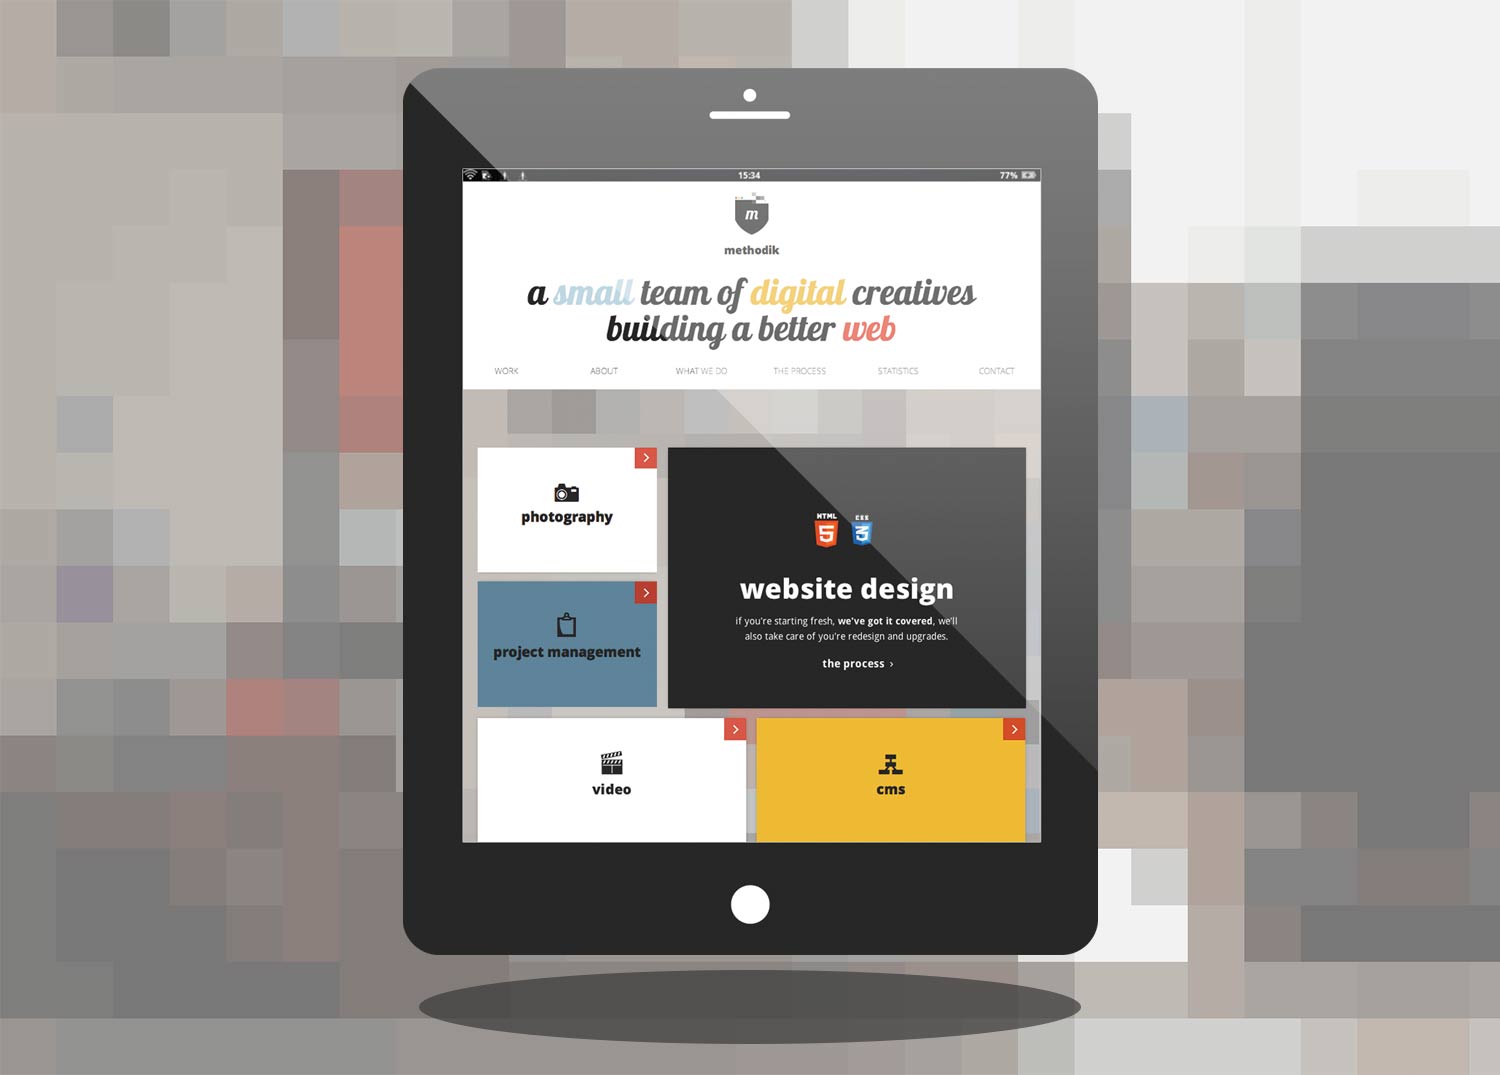 15:34
77%
m
methodik
a small team of digital creatives
building a better web
WORK ABOUT WHAT WE DO THE PROCESS STATISTICS CONTACT
photography
HTML CSS
5 3
website design
if you're starting fresh, we've got it covered, we'll
also take care of you're redesign and upgrades.
the process ›
project management
video
cms